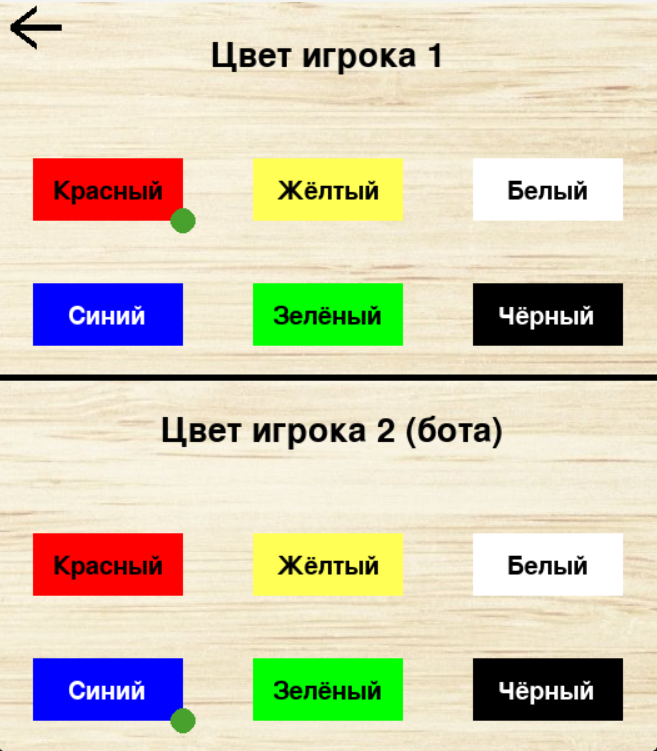 Цвет игрока 1
Красный Жёлтый Белый
Синий Зелёный Чёрный
Цвет игрока 2 (бота)
Красный Жёлтый Белый
Синий Зелёный Чёрный